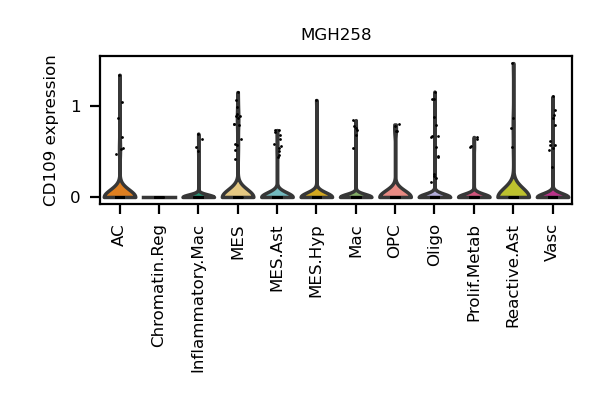 MGH258
CD109 expression
1
0
AC
Chromatin.Reg
Inflammatory.Mac
MES
MES.Ast
MES.Hyp
Mac
OPC
Oligo
Prolif.Metab
Reactive.Ast
Vasc